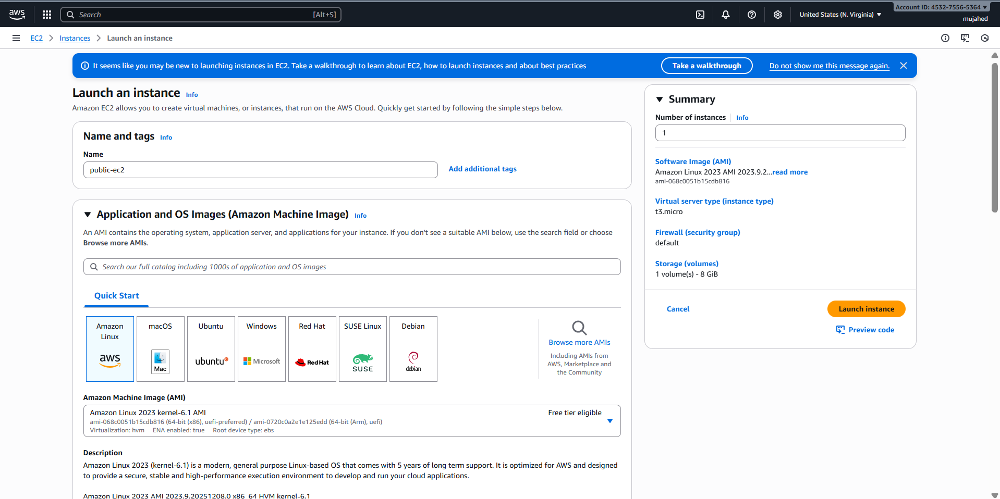 aws
Search
[Alt+S]
United States (N. Virginia)
Account ID: 4532-7556-5364
mujahed
EC2
Instances
Launch an instance
It seems like you may be new to launching instances in EC2. Take a walkthrough to learn about EC2, how to launch instances and about best practices
Take a walkthrough
Do not show me this message again.
Launch an instance Info
Amazon EC2 allows you to create virtual machines, or instances, that run on the AWS Cloud. Quickly get started by following the simple steps below.
Name and tags Info
Name
public-ec2
Add additional tags
Application and OS Images (Amazon Machine Image) Info
An AMI contains the operating system, application server, and applications for your instance. If you don't see a suitable AMI below, use the search field or choose
Browse more AMIs.
Search our full catalog including 1000s of application and OS images
Quick Start
Amazon
Linux
aws
macOS
Mac
Ubuntu
ubuntu
Windows
Microsoft
Red Hat
Red Hat
SUSE Linux
SUSE
Debian
debian
Browse more AMIs
Including AMIs from
AWS, Marketplace and
the Community
Amazon Machine Image (AMI)
Amazon Linux 2023 kernel-6.1 AMI
Free tier eligible
ami-068c0051b15cdb816 (64-bit (x86), uefi-preferred) / ami-0720c0a2e1e125edd (64-bit (Arm), uefi)
Virtualization: hvm ENA enabled: true Root device type: ebs
Description
Amazon Linux 2023 (kernel-6.1) is a modern, general purpose Linux-based OS that comes with 5 years of long term support. It is optimized for AWS and designed
to provide a secure, stable and high-performance execution environment to develop and run your cloud applications.
Amazon Linux 2023 AMI 2023.9.20251208.0 x86_64 HVM kernel-6.1
Summary
Number of instances Info
1
Software Image (AMI)
Amazon Linux 2023 AMI 2023.9.2...read more
ami-068c0051b15cdb816
Virtual server type (instance type)
t3.micro
Firewall (security group)
default
Storage (volumes)
1 volume(s) - 8 GiB
Cancel
Launch instance
Preview code